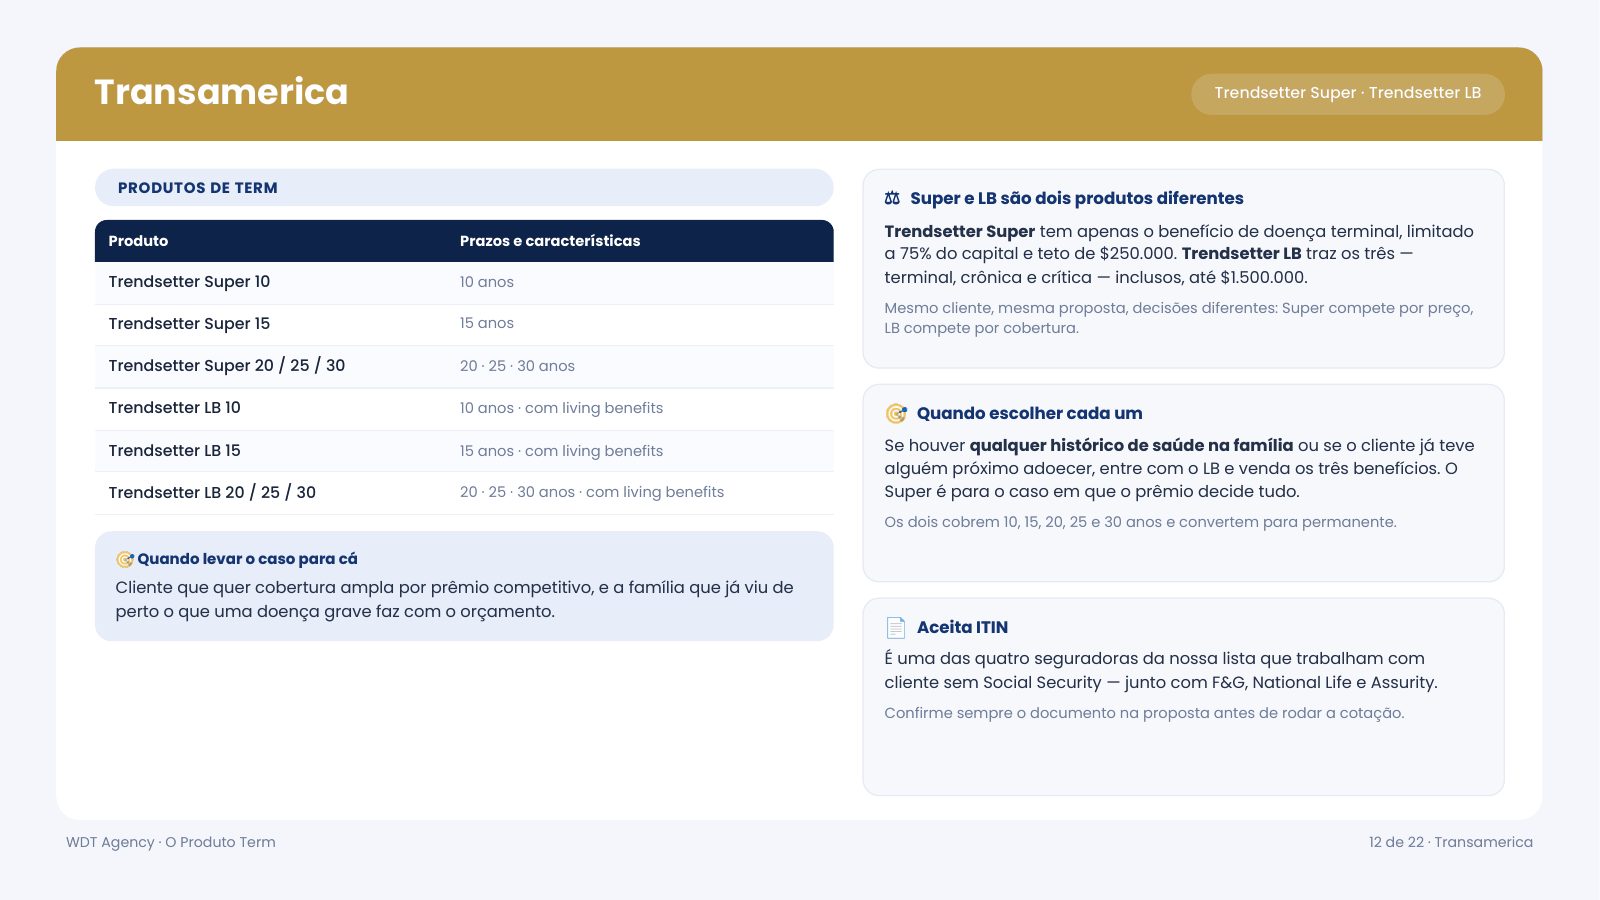 Transamerica
Trendsetter Super · Trendsetter LB
PRODUTOS DE TERM
Produto Prazos e características
Trendsetter Super 10 10 anos
Trendsetter Super 15 15 anos
Trendsetter Super 20 / 25 / 30 20 · 25 · 30 anos
Trendsetter LB 10 10 anos · com living benefits
Trendsetter LB 15 15 anos · com living benefits
Trendsetter LB 20 / 25 / 30 20 · 25 · 30 anos · com living benefits
Quando levar o caso para cá
Cliente que quer cobertura ampla por prêmio competitivo, e a família que já viu de
perto o que uma doença grave faz com o orçamento.
Super e LB são dois produtos diferentes
Trendsetter Super tem apenas o benefício de doença terminal, limitado
a 75% do capital e teto de $250.000. Trendsetter LB traz os três —
terminal, crônica e crítica — inclusos, até $1.500.000.
Mesmo cliente, mesma proposta, decisões diferentes: Super compete por preço,
LB compete por cobertura.
Quando escolher cada um
Se houver qualquer histórico de saúde na família ou se o cliente já teve
alguém próximo adoecer, entre com o LB e venda os três benefícios. O
Super é para o caso em que o prêmio decide tudo.
Os dois cobrem 10, 15, 20, 25 e 30 anos e convertem para permanente.
Aceita ITIN
É uma das quatro seguradoras da nossa lista que trabalham com
cliente sem Social Security — junto com F&G, National Life e Assurity.
Confirme sempre o documento na proposta antes de rodar a cotação.
WDT Agency · O Produto Term
12 de 22 · Transamerica